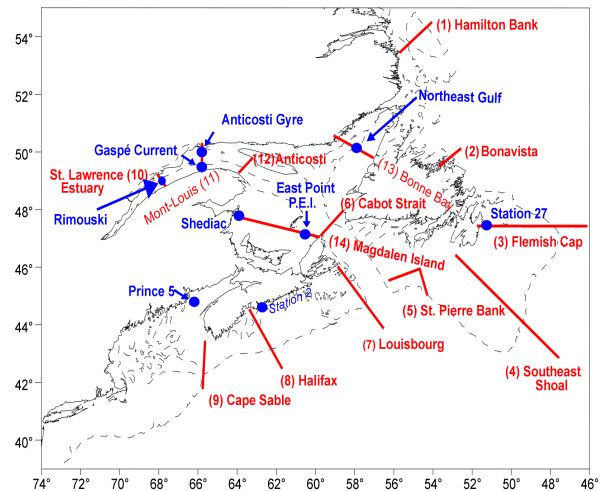 54°
(1) Hamilton Bank
52°
Northeast Gulf
Anticosti Gyre
50°
Gaspé Current
(12)Anticosti
(2) Bonavista
St. Lawrence (10)
Estuary
Mont-Louis (11)
(13) Bonne Bay
East Point
P.E.I.
(6) Cabot Strait
48°
Rimouski
Shediac
Station 27
(3) Flemish Cap
(14) Magdalen Island
46°
Prince 5
Station 2
(5) St. Pierre Bank
44°
(7) Louisbourg
(8) Halifax
(4) Southeast
Shoal
42°
(9) Cape Sable
40°
74° 72° 70° 68° 66° 64° 62° 60° 58° 56° 54° 52° 50° 48° 46°